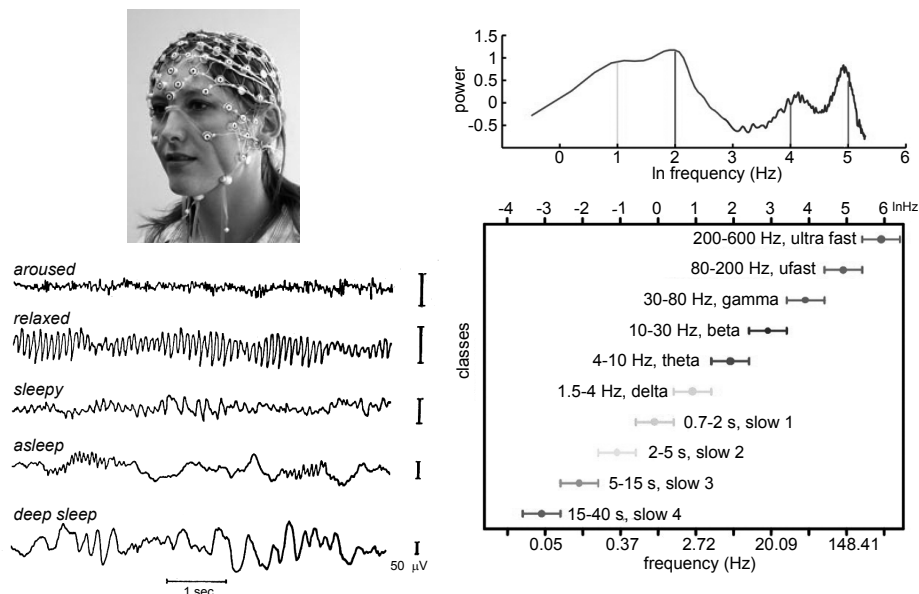 aroused
relaxed
sleepy
asleep
deep sleep
50 μV
1 sec
1.5
1
0.5
0
-0.5
power
0 1 2 3 4 5 6
ln frequency (Hz)
-4 -3 -2 -1 0 1 2 3 4 5 6 lnHz
200-600 Hz, ultra fast
80-200 Hz, ufast
30-80 Hz, gamma
10-30 Hz, beta
4-10 Hz, theta
1.5-4 Hz, delta
0.7-2 s, slow 1
2-5 s, slow 2
5-15 s, slow 3
15-40 s, slow 4
classes
0.05 0.37 2.72 20.09 148.41
frequency (Hz)